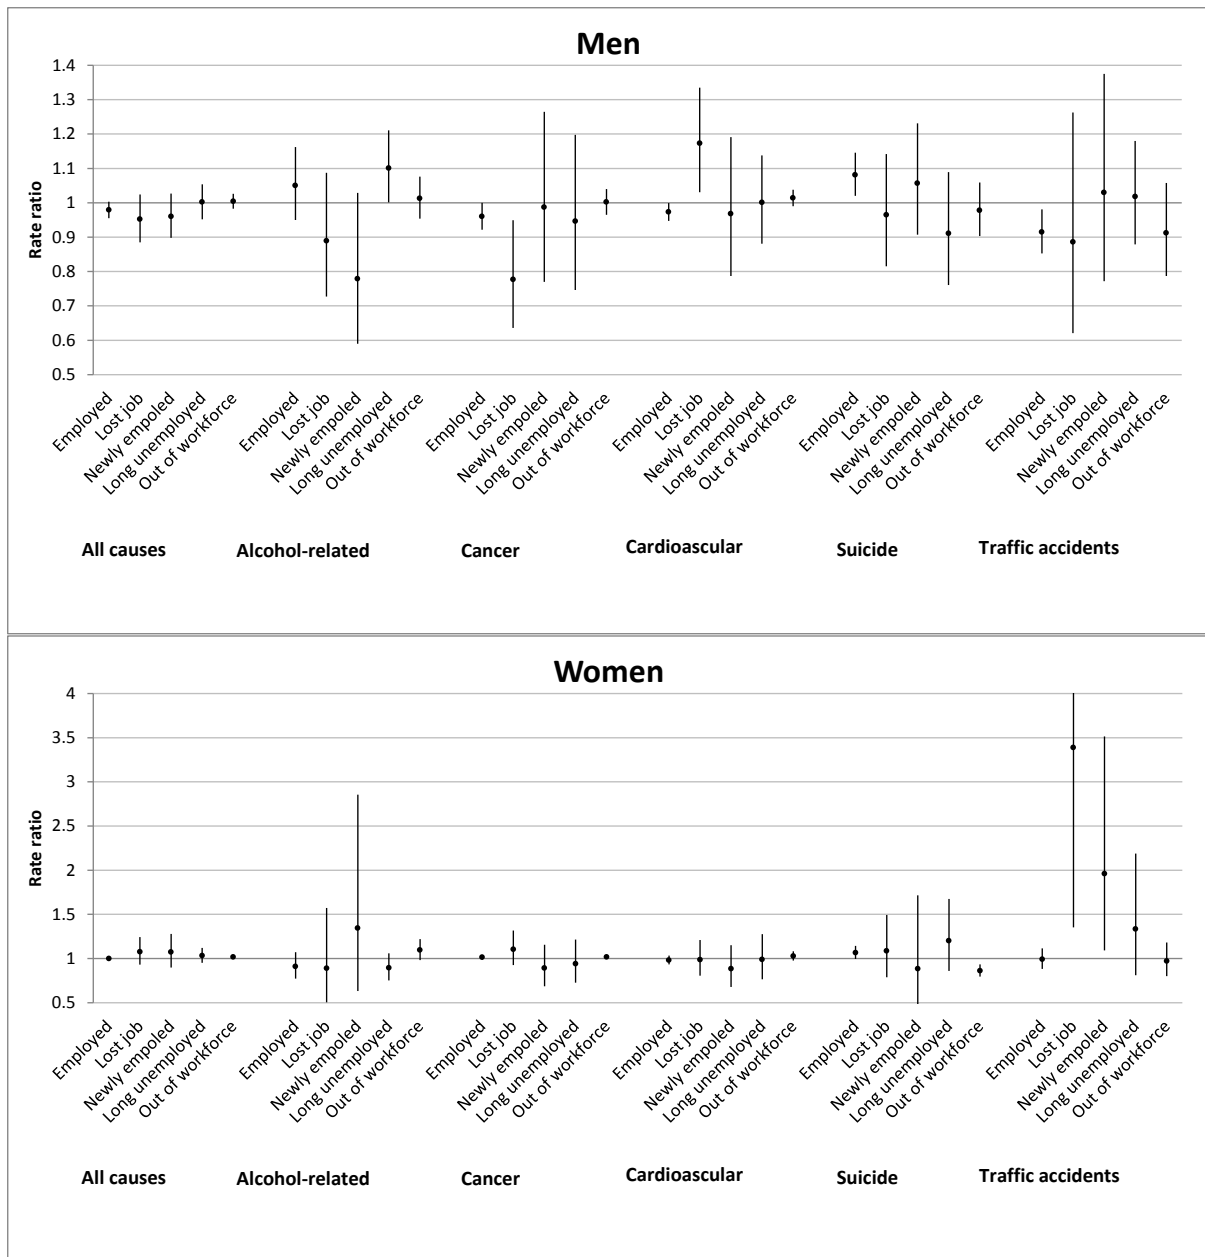 Men
Rate ratio
1.4
1.3
1.2
1.1
1
0.9
0.8
0.7
0.6
0.5
Employed
Lost job
Newly empoled
Long unemployed
Out of workforce
Employed
Lost job
Newly empoled
Long unemployed
Out of workforce
Employed
Lost job
Newly empoled
Long unemployed
Out of workforce
Employed
Lost job
Newly empoled
Long unemployed
Out of workforce
Employed
Lost job
Newly empoled
Long unemployed
Out of workforce
Employed
Lost job
Newly empoled
Long unemployed
Out of workforce
All causes
Alcohol-related
Cancer
Cardioascular
Suicide
Traffic accidents
Women
Rate ratio
4
3.5
3
2.5
2
1.5
1
0.5
Employed
Lost job
Newly empoled
Long unemployed
Out of workforce
Employed
Lost job
Newly empoled
Long unemployed
Out of workforce
Employed
Lost job
Newly empoled
Long unemployed
Out of workforce
Employed
Lost job
Newly empoled
Long unemployed
Out of workforce
Employed
Lost job
Newly empoled
Long unemployed
Out of workforce
Employed
Lost job
Newly empoled
Long unemployed
Out of workforce
All causes
Alcohol-related
Cancer
Cardioascular
Suicide
Traffic accidents